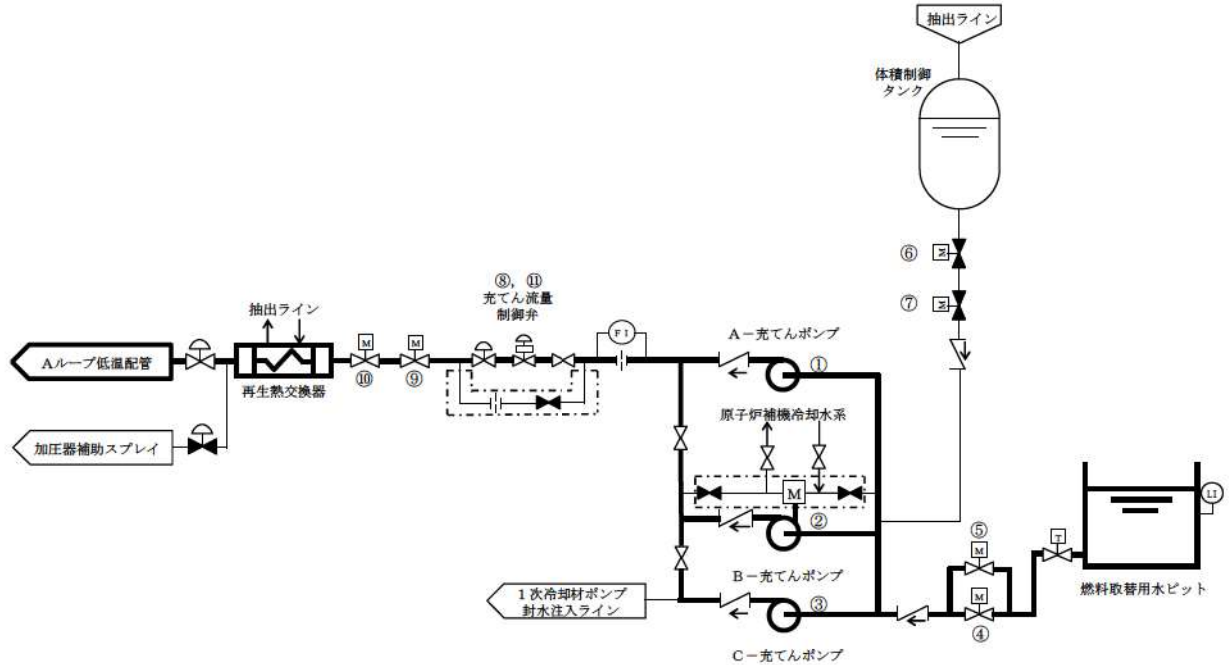 抽出ライン
体積制御
タンク
⑥
M
⑦
M
⑧，⑪
充てん流量
制御弁
抽出ライン
FI
A－充てんポンプ
M
M
①
Aループ低温配管
再生熱交換器
⑩
⑨
原子炉補機冷却水系
加圧器補助スプレイ
M
LI
②
⑤
T
M
B－充てんポンプ
燃料取替用水ピット
1次冷却材ポンプ
封水注入ライン
③
M
④
C－充てんポンプ